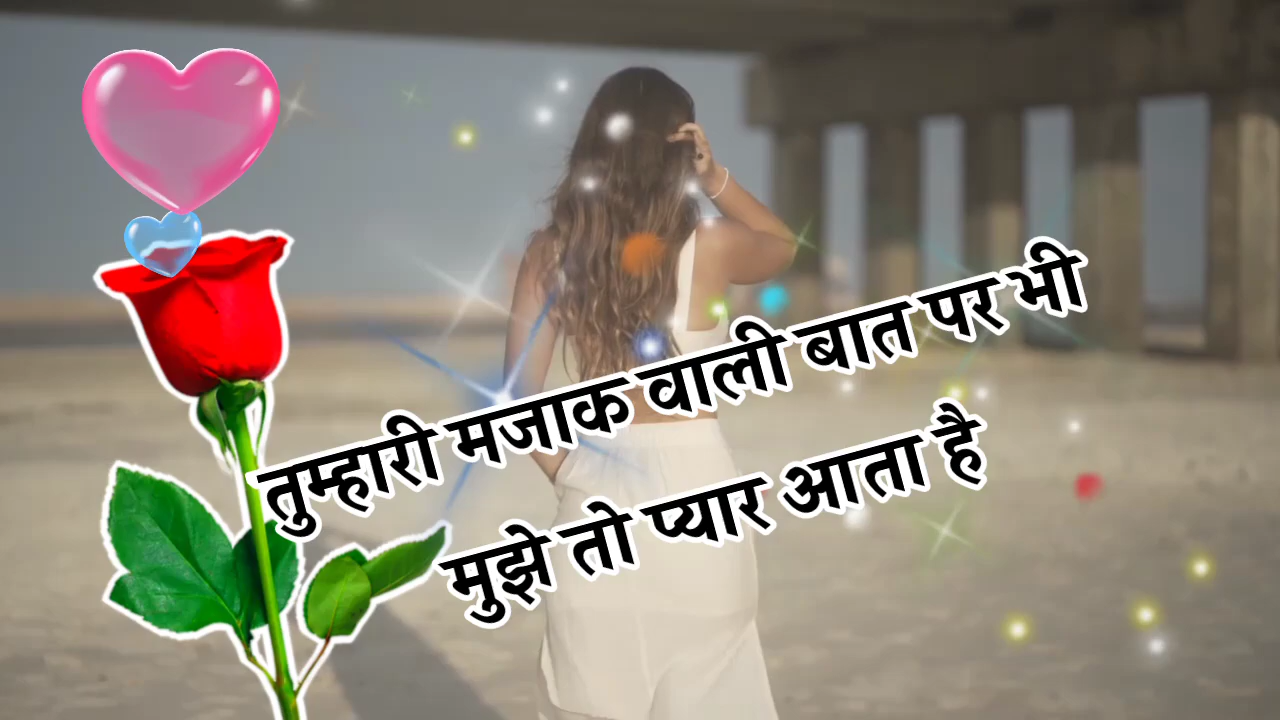 तुम्हारी मजाक वाली बात पर भी
मुझे तो प्यार आता है